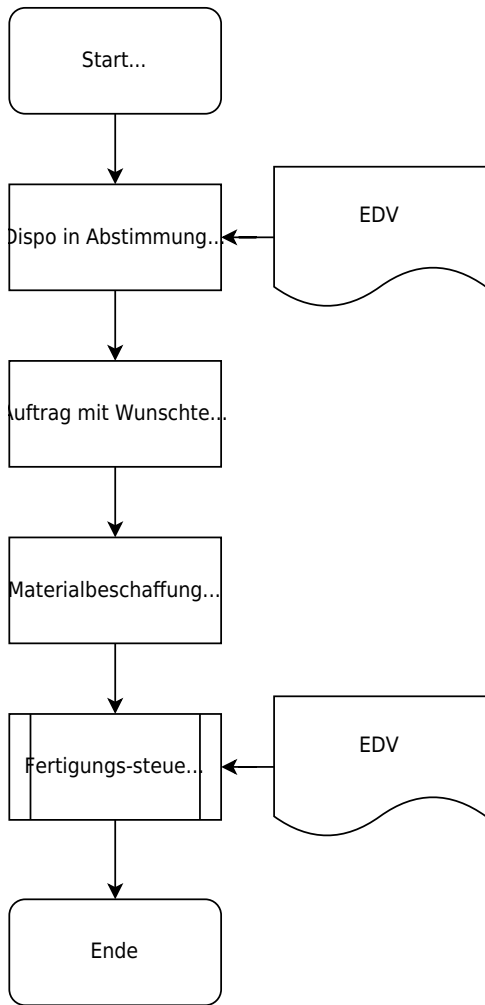 Start...
Dispo in Abstimmung...
EDV
Auftrag mit Wunschte...
Materialbeschaffung...
Fertigungs-steue...
EDV
Ende